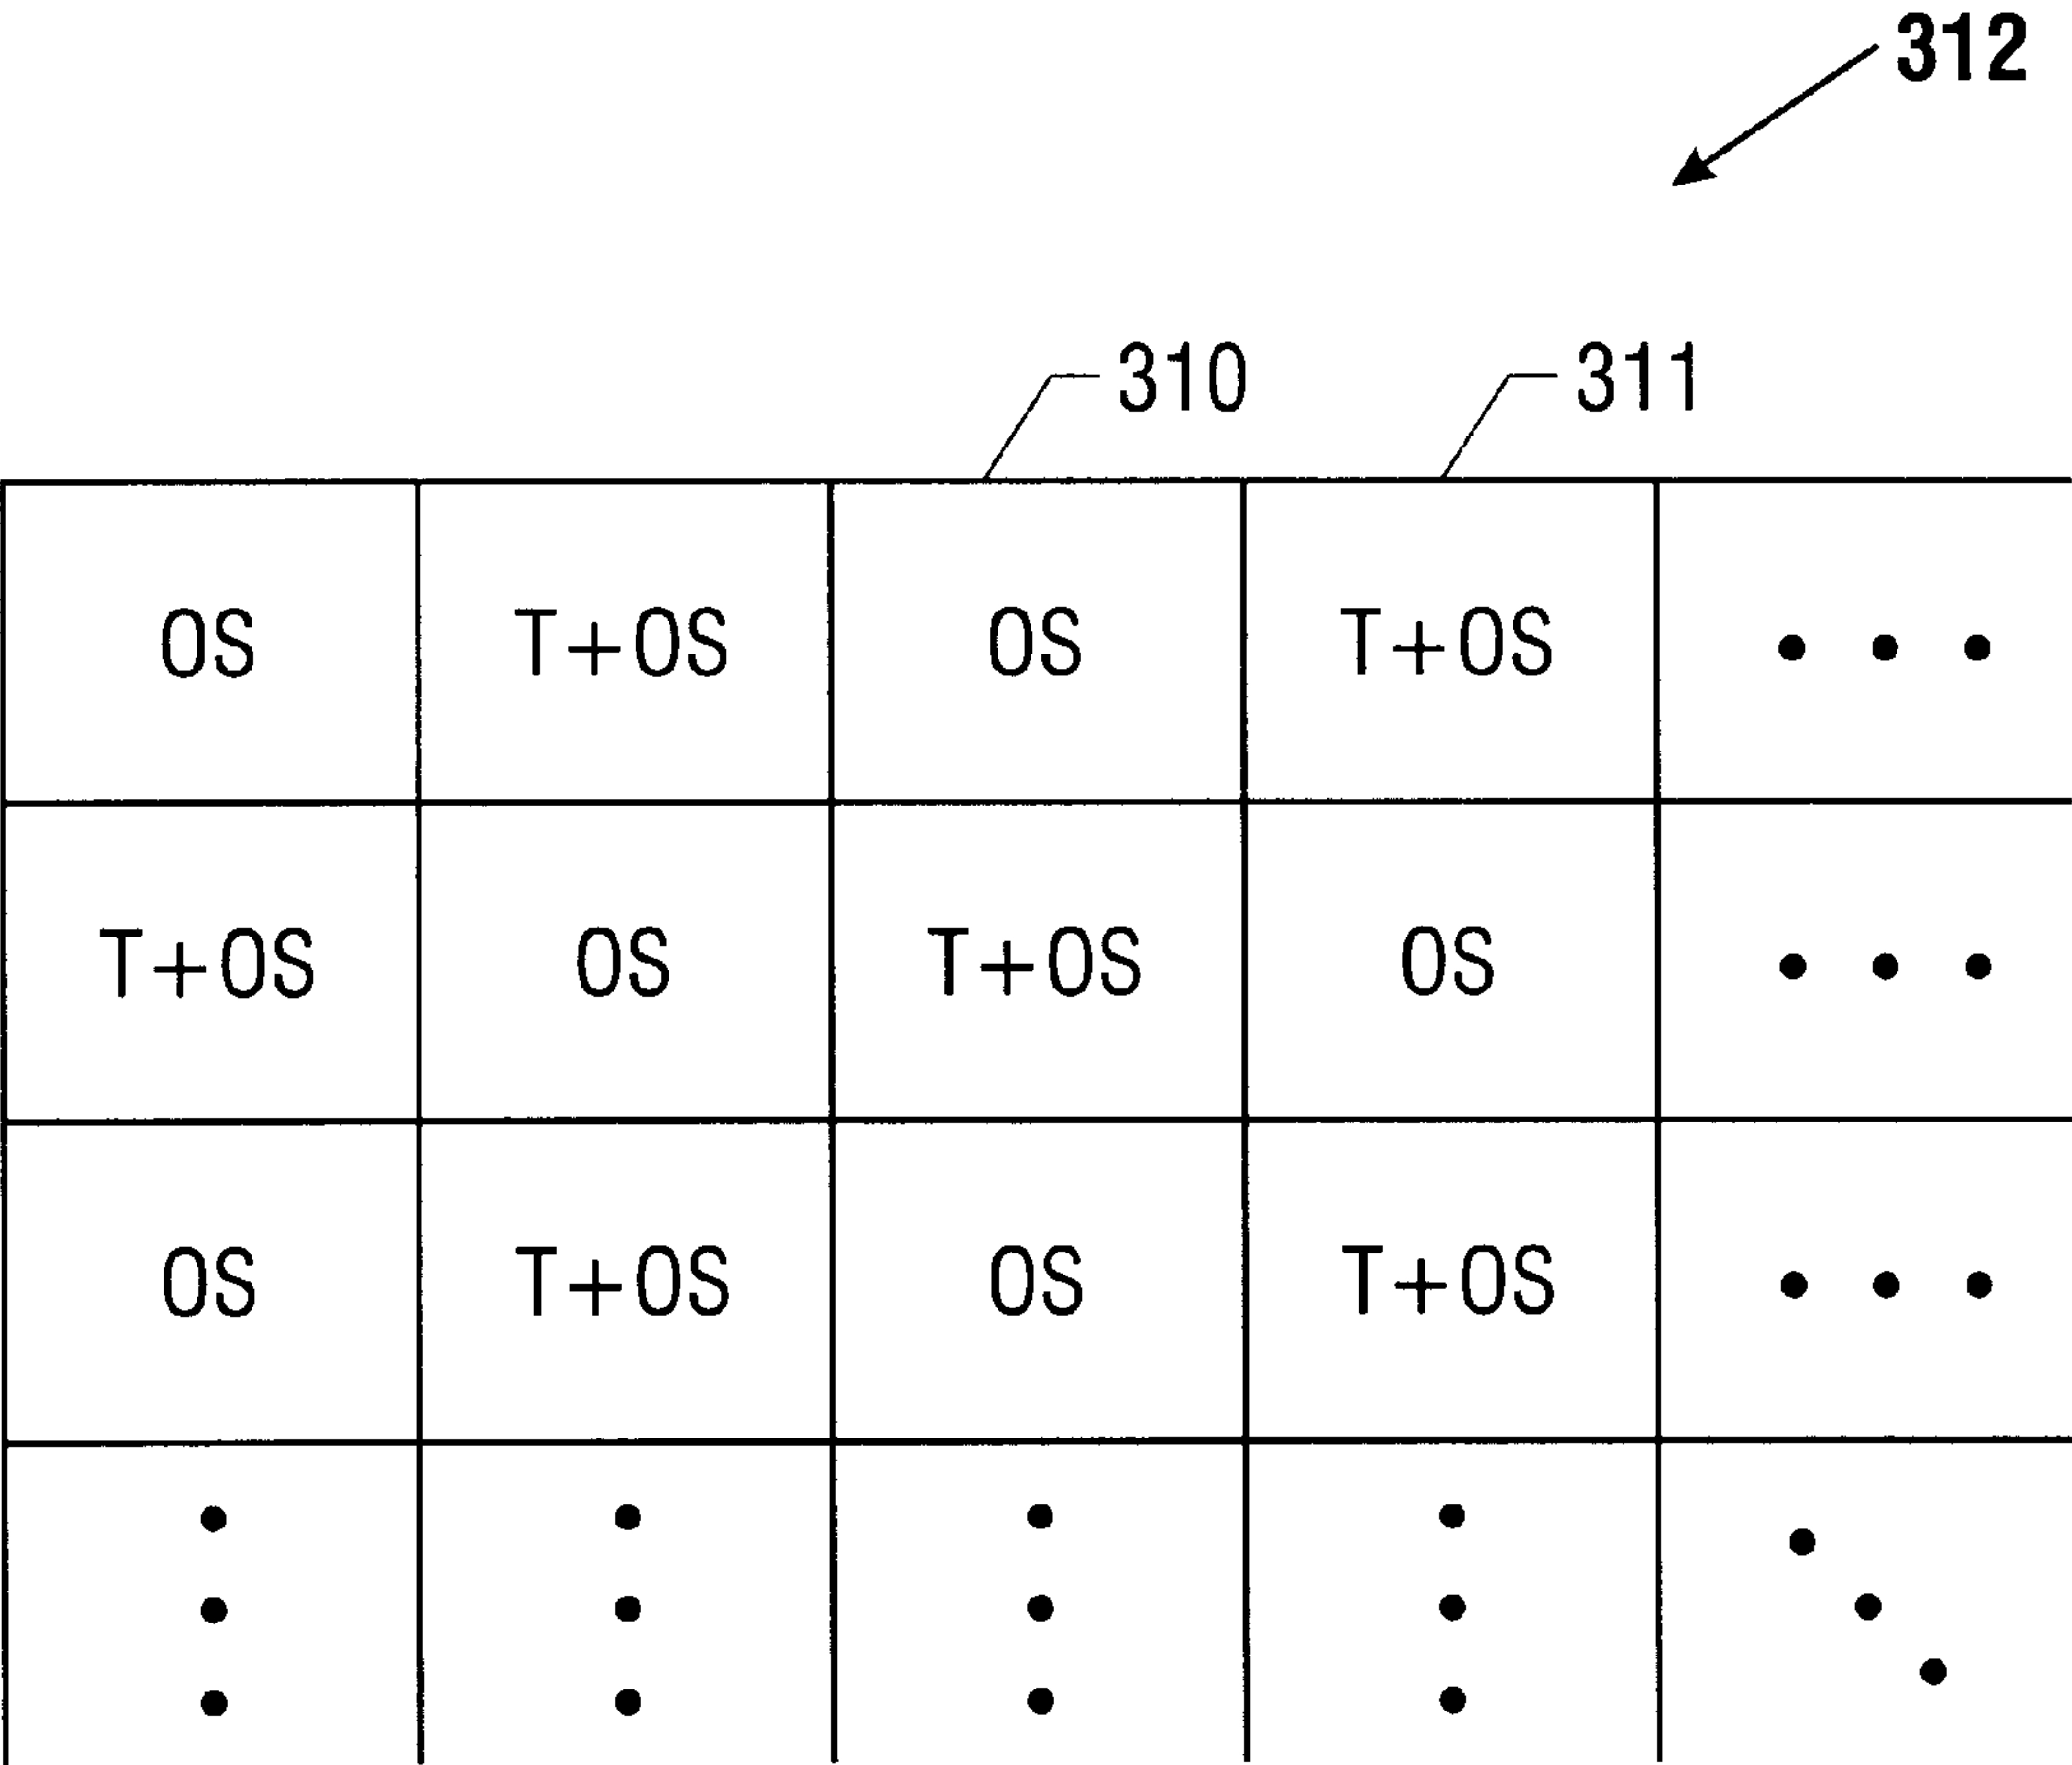 312
310 311
OS T+OS OS T+OS • • •
T+OS OS T+OS OS • • •
OS T+OS OS T+OS • • •